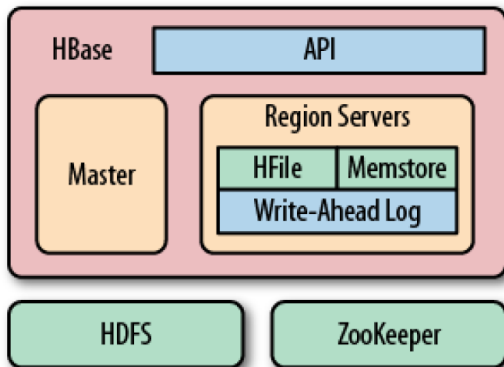 HBase
API
Master
Region Servers
HFile
Memstore
Write-Ahead Log
HDFS
ZooKeeper